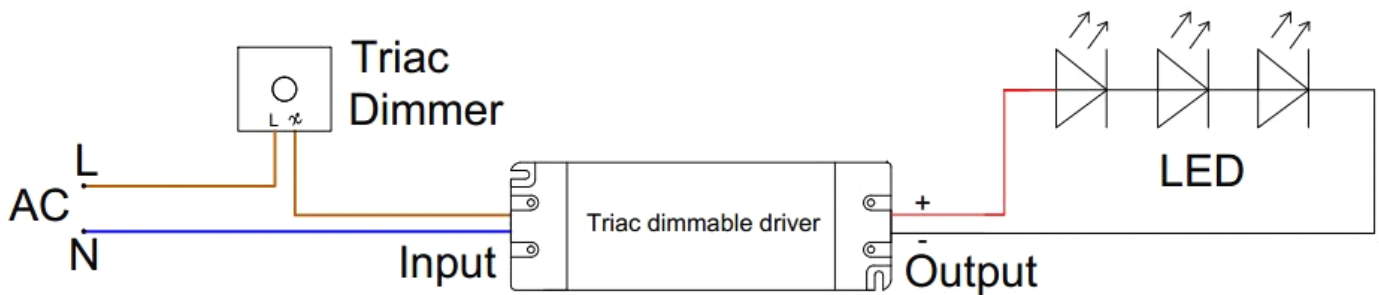 Triac
Dimmer
L
L
AC
N
Input
Triac dimmable driver
+
-
Output
LED